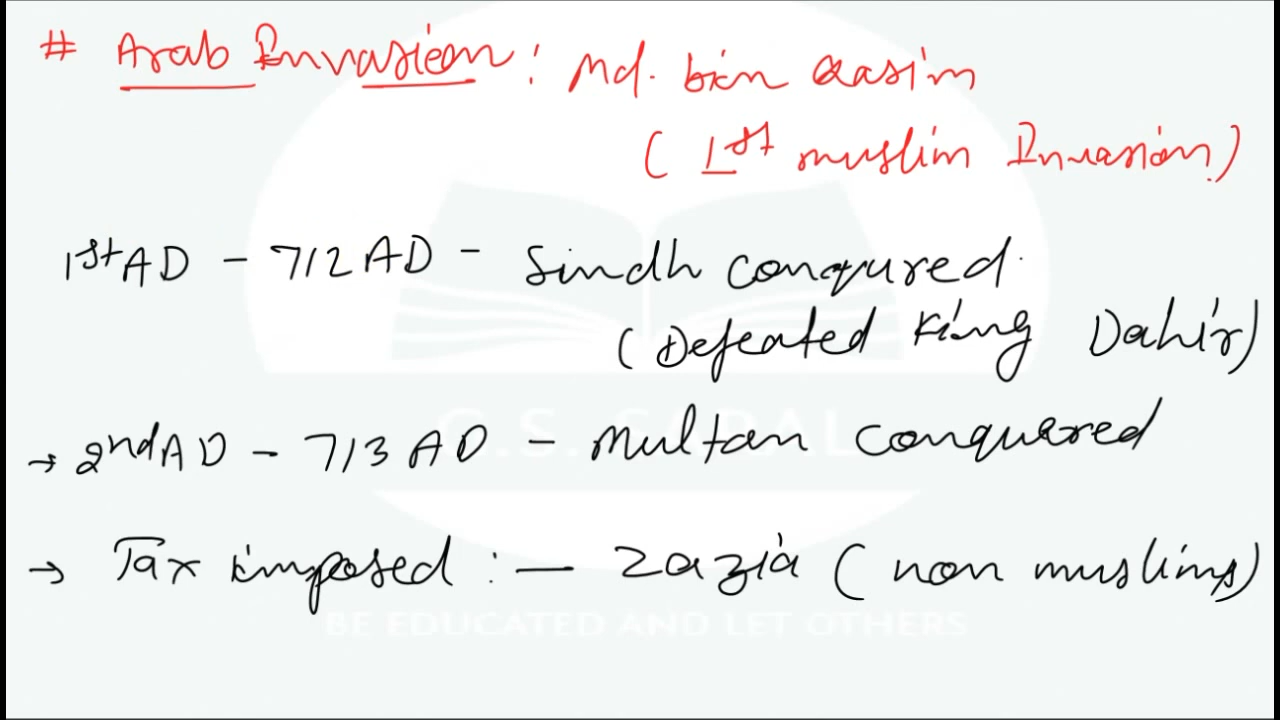 # Arab Invasion : Md. bin Qasim
( 1st muslim Invasion)
1st AD - 712 AD - Sindh conqured.
(Defeated King Dahir)
→ 2nd AD - 713 AD - Multan conquered
→ Tax imposed :— Zazia ( non muslims)
BE EDUCATED AND LET OTHERS